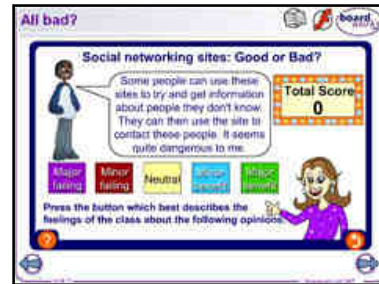 All bad?
board
works
Social networking sites: Good or Bad?
Some people can use these
sites to try and get information
about people they don't know.
They can then use the site to
contact these people. It seems
quite dangerous to me.
Total Score
0
Major
failing
Minor
failing
Neutral
Minor
benefit
Major
benefit
Press the button which best describes the
feelings of the class about the following opinions.
?